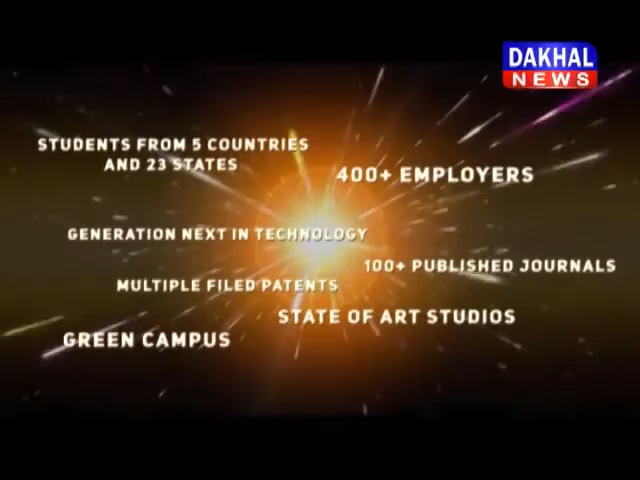 DAKHAL
NEWS
STUDENTS FROM 5 COUNTRIES
AND 23 STATES
400+ EMPLOYERS
GENERATION NEXT IN TECHNOLOGY
100+ PUBLISHED JOURNALS
MULTIPLE FILED PATENTS
STATE OF ART STUDIOS
GREEN CAMPUS